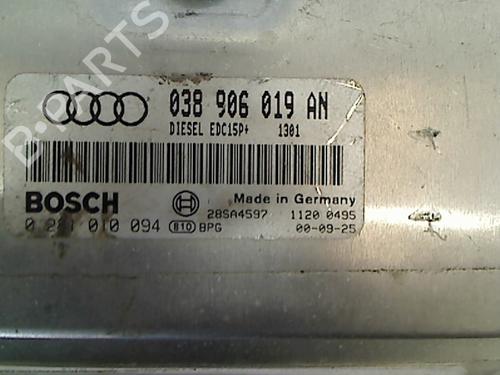 B-PARTS
038 906 019 AN
DIESEL EDC15P+ 1301
BOSCH
Made in Germany
28SA4597 1120 0495
0 281 010 094 810 BPG 00-09-25